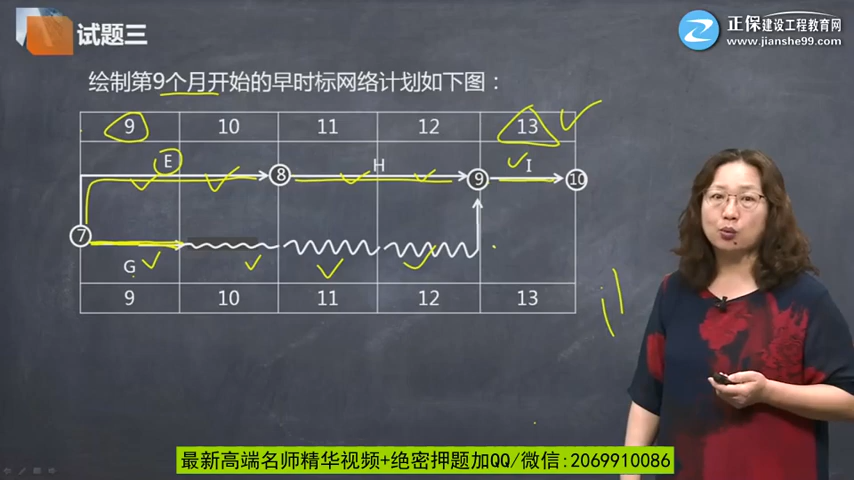 试题三
正保建设工程教育网
www.jianshe99.com
绘制第9个月开始的早时标网络计划如下图：
9 10 11 12 13
E H I
8 9 10
7
G
9 10 11 12 13
最新高端名师精华视频+绝密押题加QQ/微信:2069910086